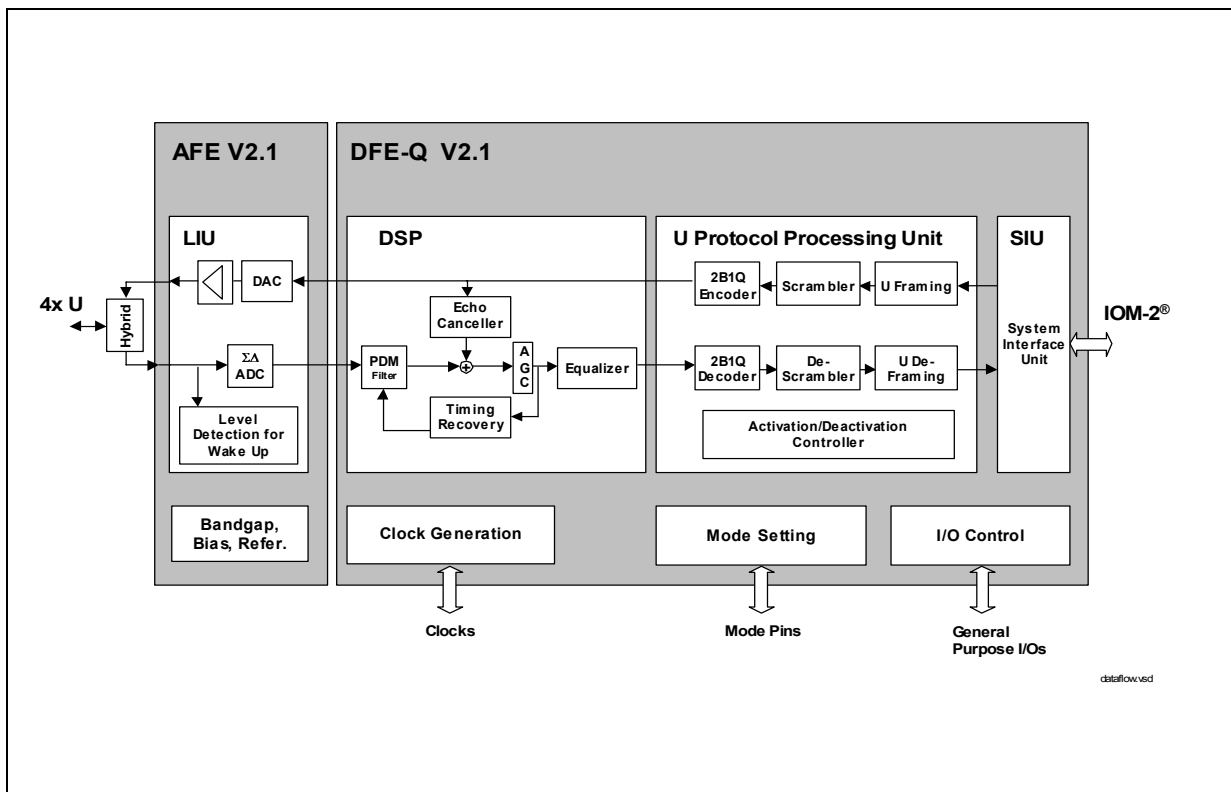 AFE V2.1
DFE-Q V2.1
LIU
DSP
U Protocol Processing Unit
SIU
DAC
2B1Q
Encoder
Scrambler
U Framing
4x U
Hybrid
Echo
Canceller
IOM-2®
System
Interface
Unit
ΣΔ
ADC
PDM
Filter
+
A
G
C
Equalizer
2B1Q
Decoder
De-
Scrambler
U De-
Framing
Level
Detection for
Wake Up
Timing
Recovery
Activation/Deactivation
Controller
Bandgap,
Bias, Refer.
Clock Generation
Mode Setting
I/O Control
Clocks
Mode Pins
General
Purpose I/Os
dataflow.vsd